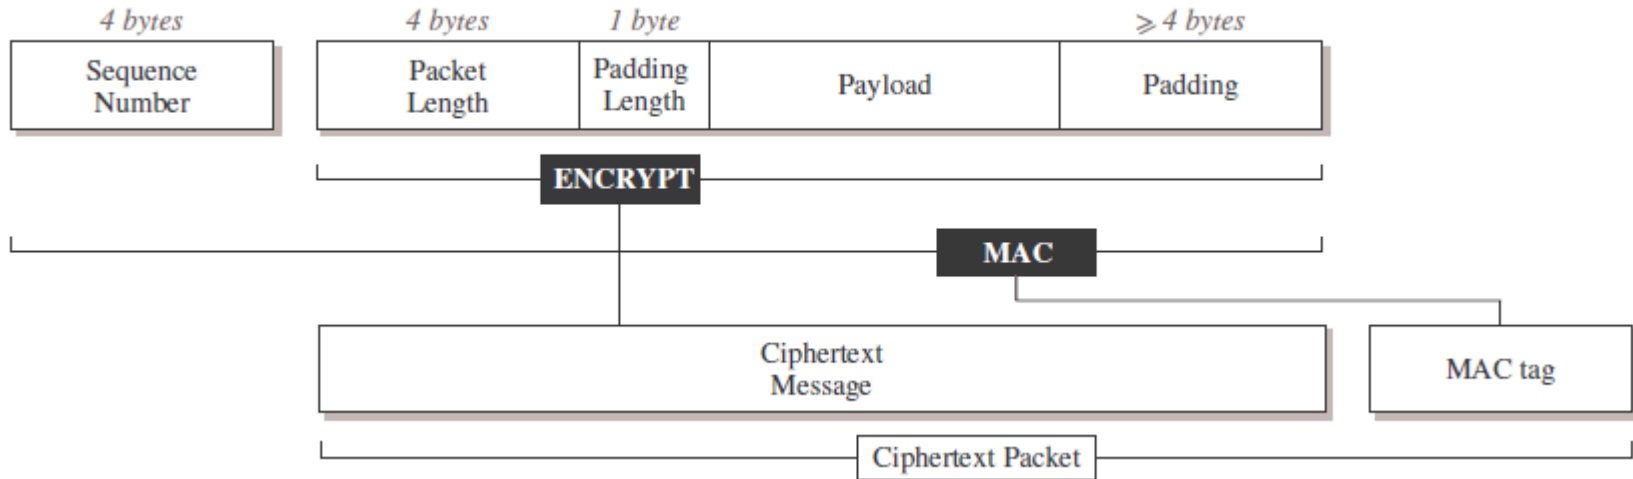 4 bytes
4 bytes
1 byte
⩾ 4 bytes
Sequence
Number
Packet
Length
Padding
Length
Payload
Padding
ENCRYPT
MAC
Ciphertext
Message
MAC tag
Ciphertext Packet